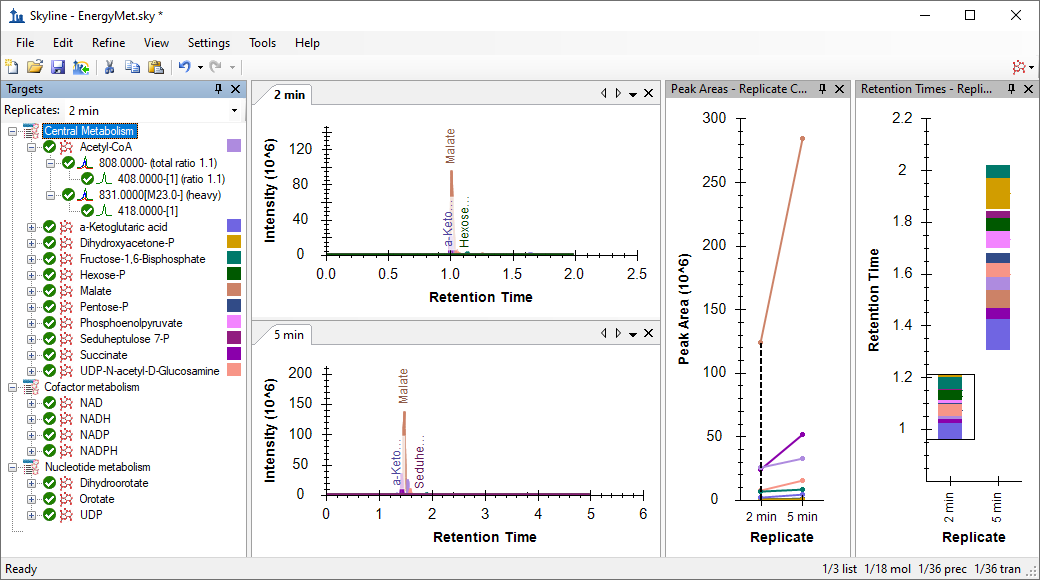 Skyline - EnergyMet.sky *
File Edit Refine View Settings Tools Help
Targets
Replicates: 2 min
Central Metabolism
Acetyl-CoA
808.0000- (total ratio 1.1)
408.0000-[1] (ratio 1.1)
831.0000[M23.0-] (heavy)
418.0000-[1]
a-Ketoglutaric acid
Dihydroxyacetone-P
Fructose-1,6-Bisphosphate
Hexose-P
Malate
Pentose-P
Phosphoenolpyruvate
Seduheptulose 7-P
Succinate
UDP-N-acetyl-D-Glucosamine
Cofactor metabolism
NAD
NADH
NADP
NADPH
Nucleotide metabolism
Dihydroorotate
Orotate
UDP
2 min
Intensity (10^6)
120
80
40
0
Malate
a-Keto...
Hexose...
0.0 0.5 1.0 1.5 2.0 2.5
Retention Time
5 min
Intensity (10^6)
200
150
100
50
0
Malate
a-Keto...
Seduhe...
0 1 2 3 4 5 6
Retention Time
Peak Areas - Replicate C...
Peak Area (10^6)
300
250
200
150
100
50
0
2 min 5 min
Replicate
Retention Times - Repli...
Retention Time
2.2
2
1.8
1.6
1.4
1.2
1
2 min 5 min
Replicate
Ready
1/3 list 1/18 mol 1/36 prec 1/36 tran